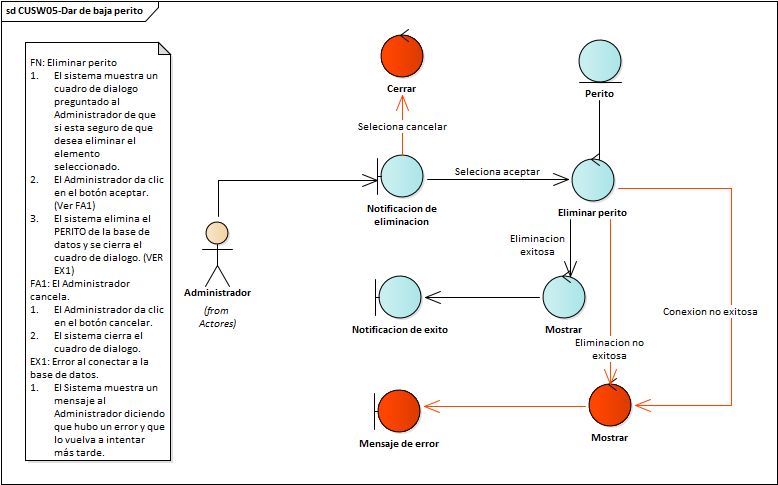 sd CUSW05-Dar de baja perito
FN: Eliminar perito
1. El sistema muestra un
cuadro de dialogo
preguntado al
Administrador de que
si esta seguro de que
desea eliminar el
elemento
seleccionado.
2. El Administrador da clic
en el botón aceptar.
(Ver FA1)
3. El sistema elimina el
PERITO de la base de
datos y se cierra el
cuadro de dialogo. (VER
EX1)
FA1: El Administrador
cancela.
1. El Administrador da clic
en el botón cancelar.
2. El sistema cierra el
cuadro de dialogo.
EX1: Error al conectar a la
base de datos.
1. El Sistema muestra un
mensaje al
Administrador diciendo
que hubo un error y que
lo vuelva a intentar
más tarde.
Cerrar
Perito
Seleciona cancelar
Seleciona aceptar
Notificacion de
eliminacion
Eliminar perito
Eliminacion
exitosa
Administrador
(from
Actores)
Notificacion de exito
Mostrar
Conexion no exitosa
Eliminacion no
exitosa
Mensaje de error
Mostrar